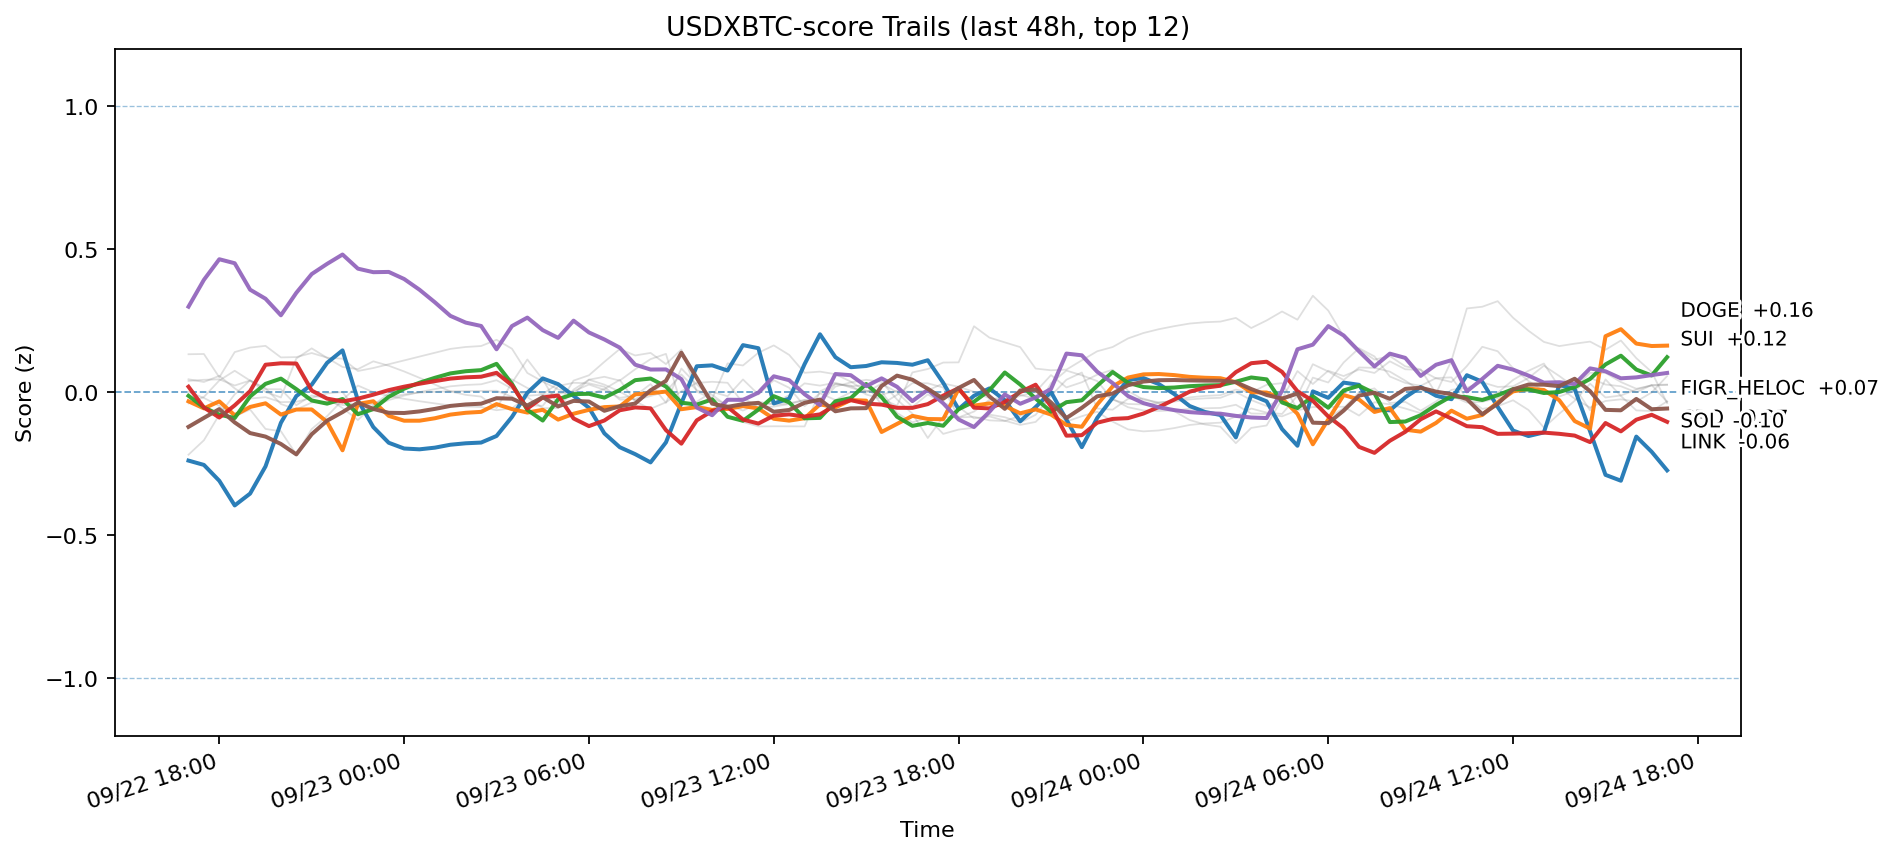 USDXBTC-score Trails (last 48h, top 12)
Score (z)
1.0
0.5
0.0
−0.5
−1.0
DOGE +0.16
SUI +0.12
FIGR_HELOC +0.07
SOL -0.10
LINK -0.06
09/22 18:00
09/23 00:00
09/23 06:00
09/23 12:00
09/23 18:00
09/24 00:00
09/24 06:00
09/24 12:00
09/24 18:00
Time